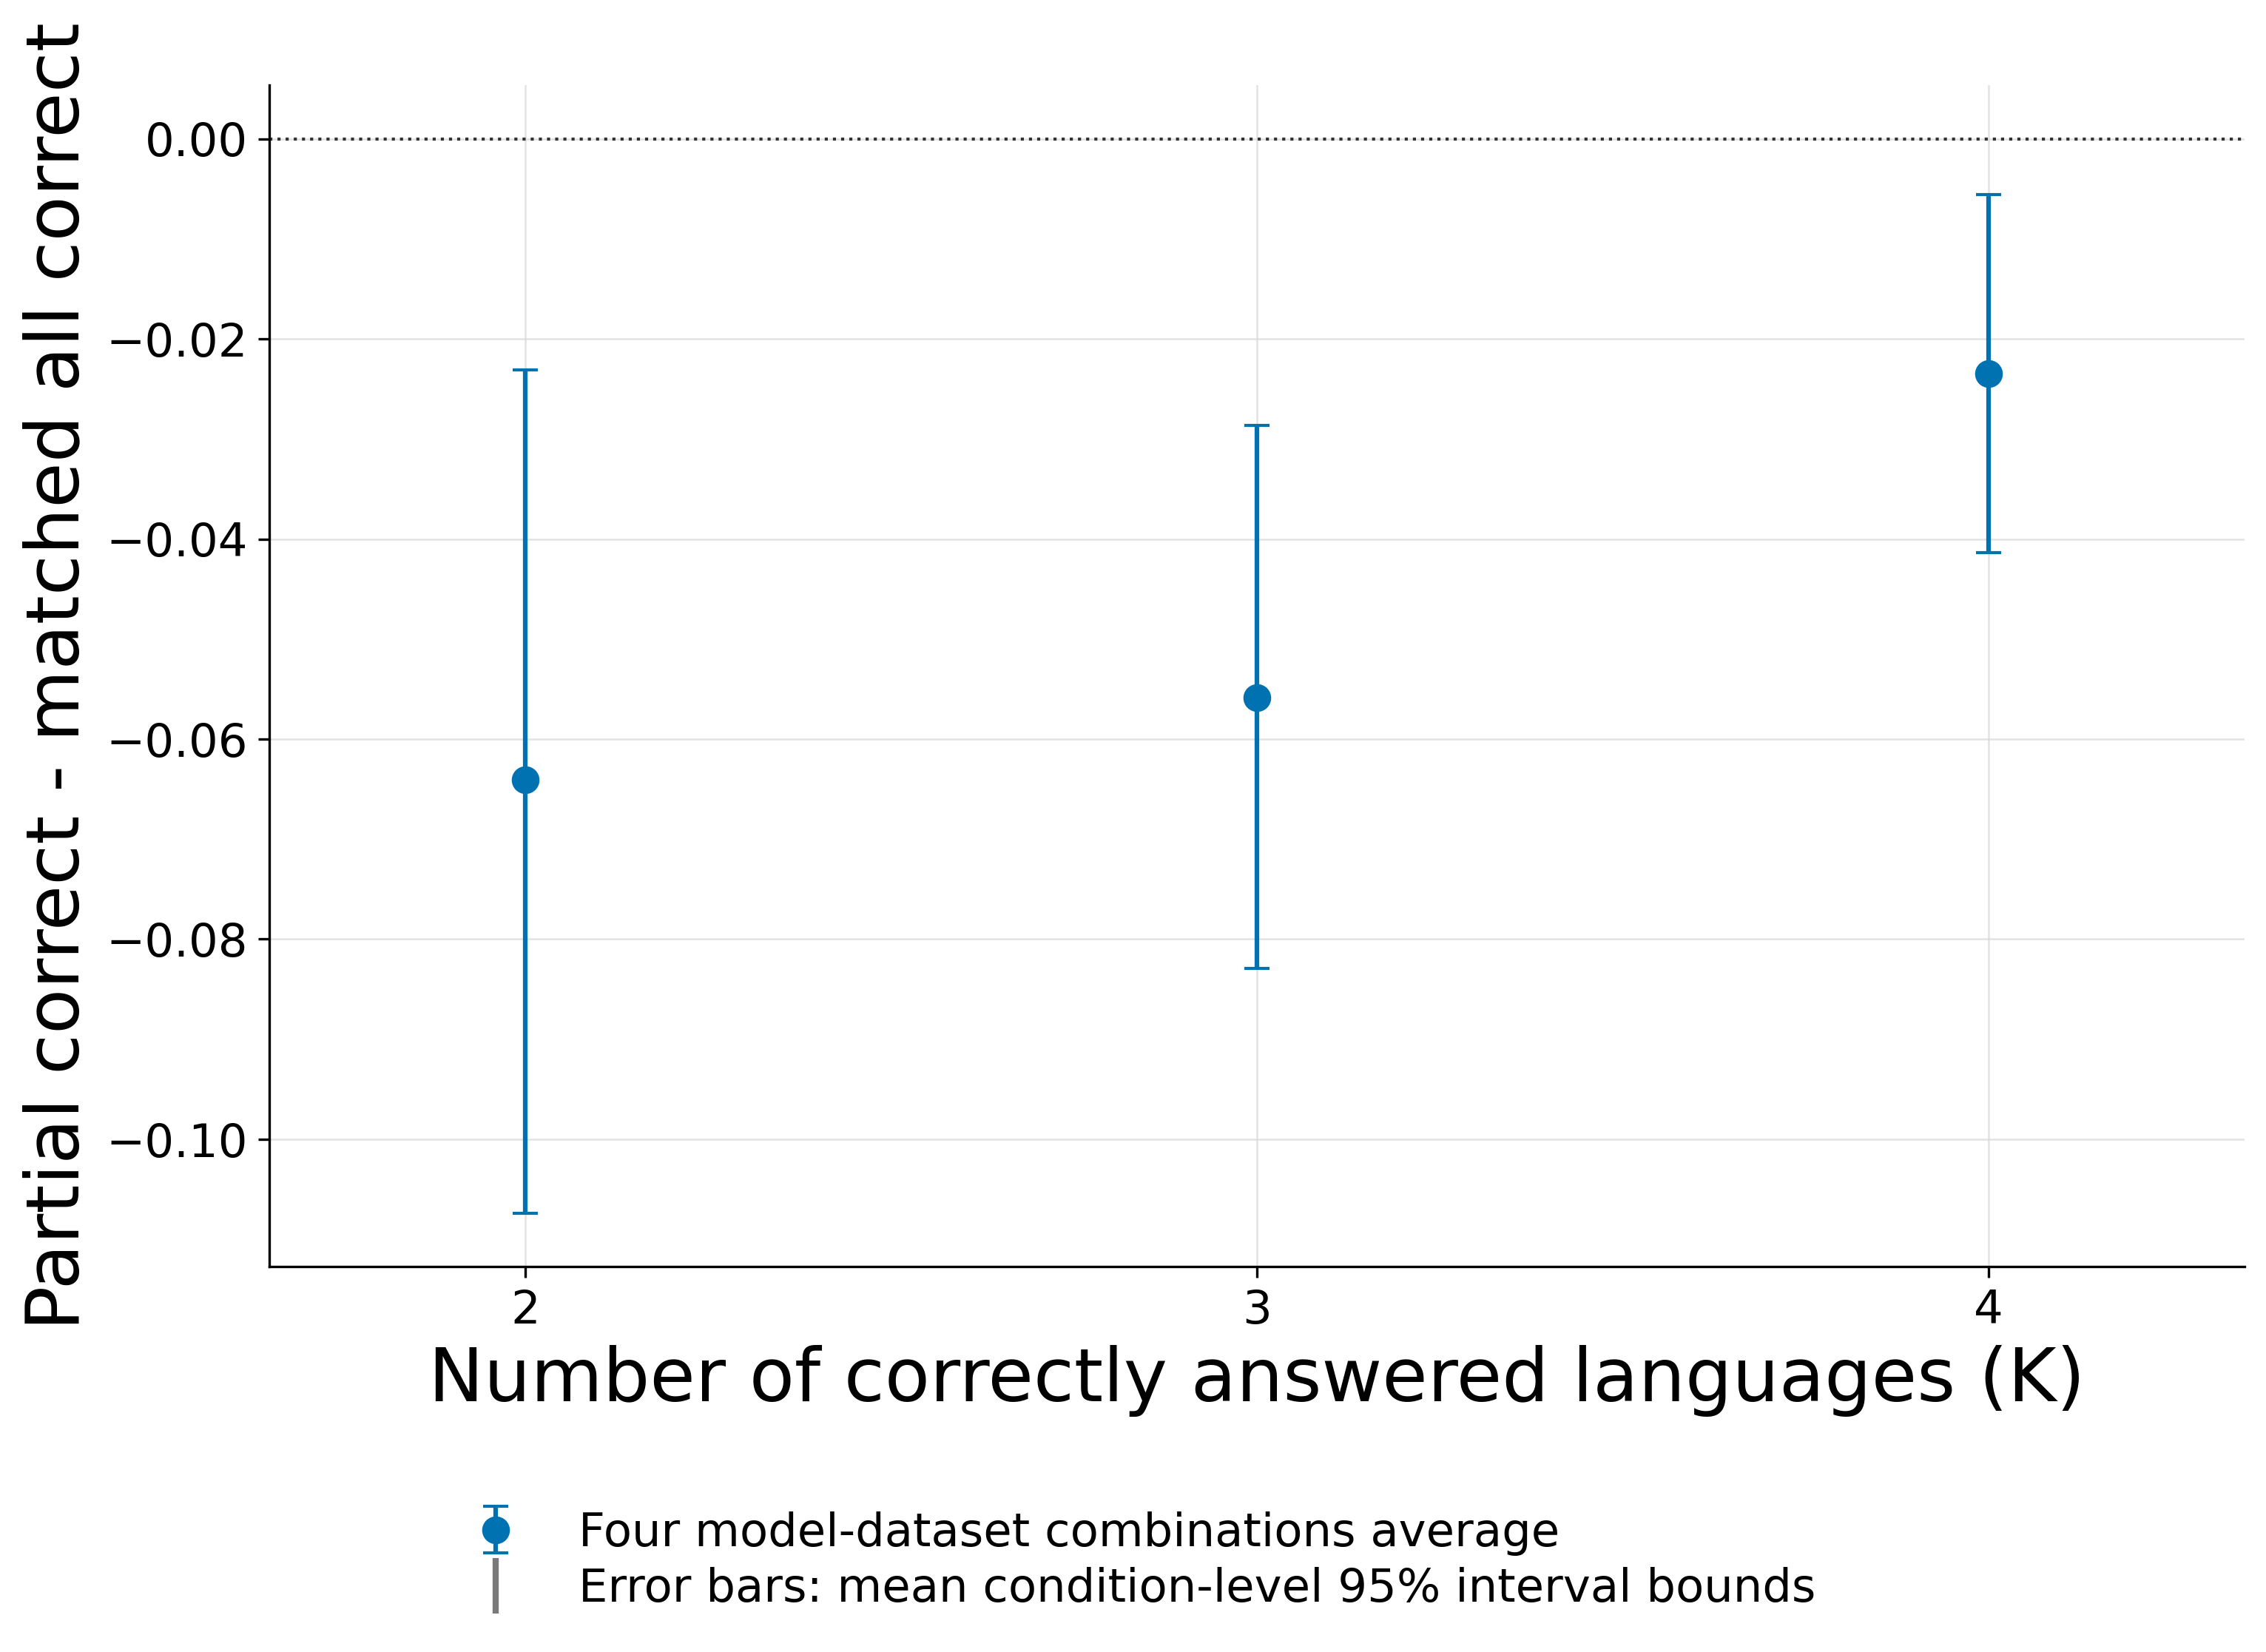 Partial correct - matched all correct
0.00
−0.02
−0.04
−0.06
−0.08
−0.10
2 3 4
Number of correctly answered languages (K)
Four model-dataset combinations average
Error bars: mean condition-level 95% interval bounds